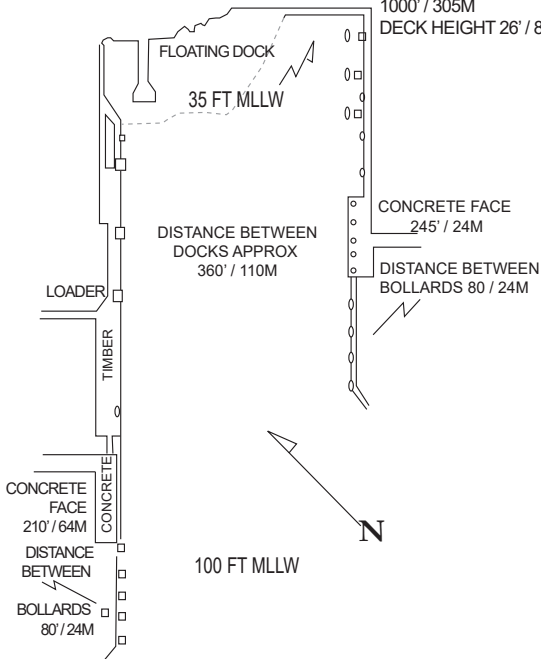 1000' / 305M
DECK HEIGHT 26' / 8
FLOATING DOCK
35 FT MLLW
CONCRETE FACE
245' / 24M
DISTANCE BETWEEN
DOCKS APPROX
360' / 110M
DISTANCE BETWEEN
BOLLARDS 80 / 24M
LOADER
TIMBER
CONCRETE
CONCRETE
FACE
210' / 64M
DISTANCE
BETWEEN
BOLLARDS
80' / 24M
100 FT MLLW
N